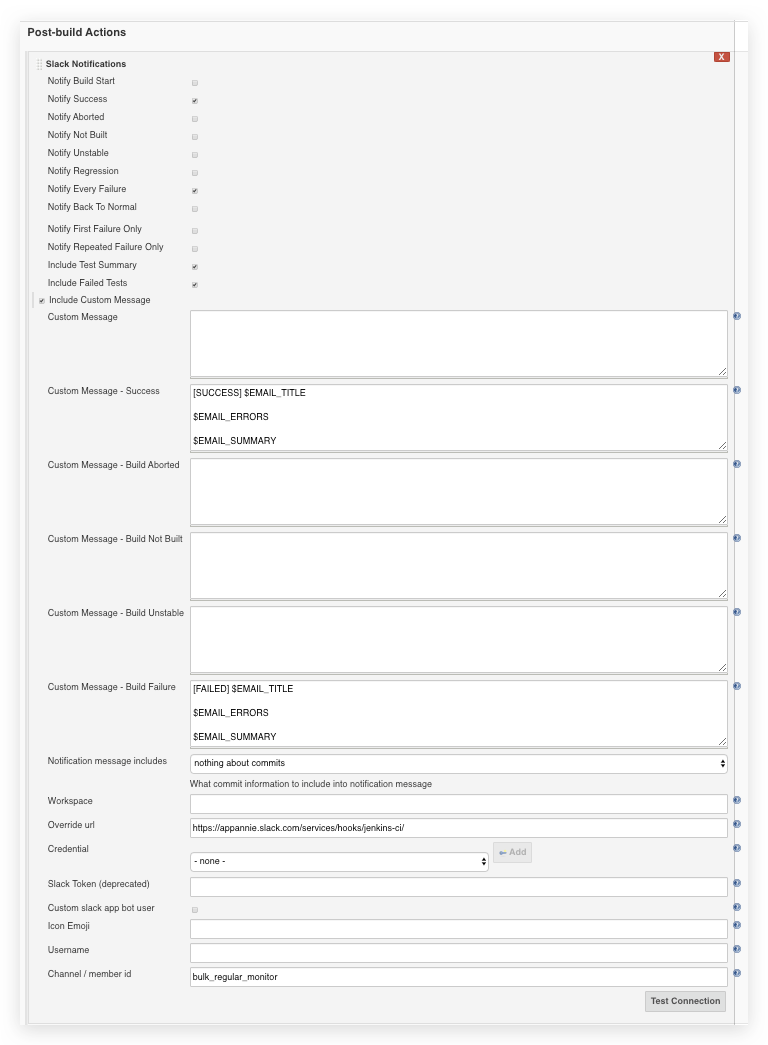 Post-build Actions
X
Slack Notifications
Notify Build Start
Notify Success
Notify Aborted
Notify Not Built
Notify Unstable
Notify Regression
Notify Every Failure
Notify Back To Normal
Notify First Failure Only
Notify Repeated Failure Only
Include Test Summary
Include Failed Tests
Include Custom Message
Custom Message
Custom Message - Success
[SUCCESS] $EMAIL_TITLE
$EMAIL_ERRORS
$EMAIL_SUMMARY
Custom Message - Build Aborted
Custom Message - Build Not Built
Custom Message - Build Unstable
Custom Message - Build Failure
[FAILED] $EMAIL_TITLE
$EMAIL_ERRORS
$EMAIL_SUMMARY
Notification message includes
nothing about commits
What commit information to include into notification message
Workspace
Override url
https://appannie.slack.com/services/hooks/jenkins-ci/
Credential
- none -
Add
Slack Token (deprecated)
Custom slack app bot user
Icon Emoji
Username
Channel / member id
bulk_regular_monitor
Test Connection